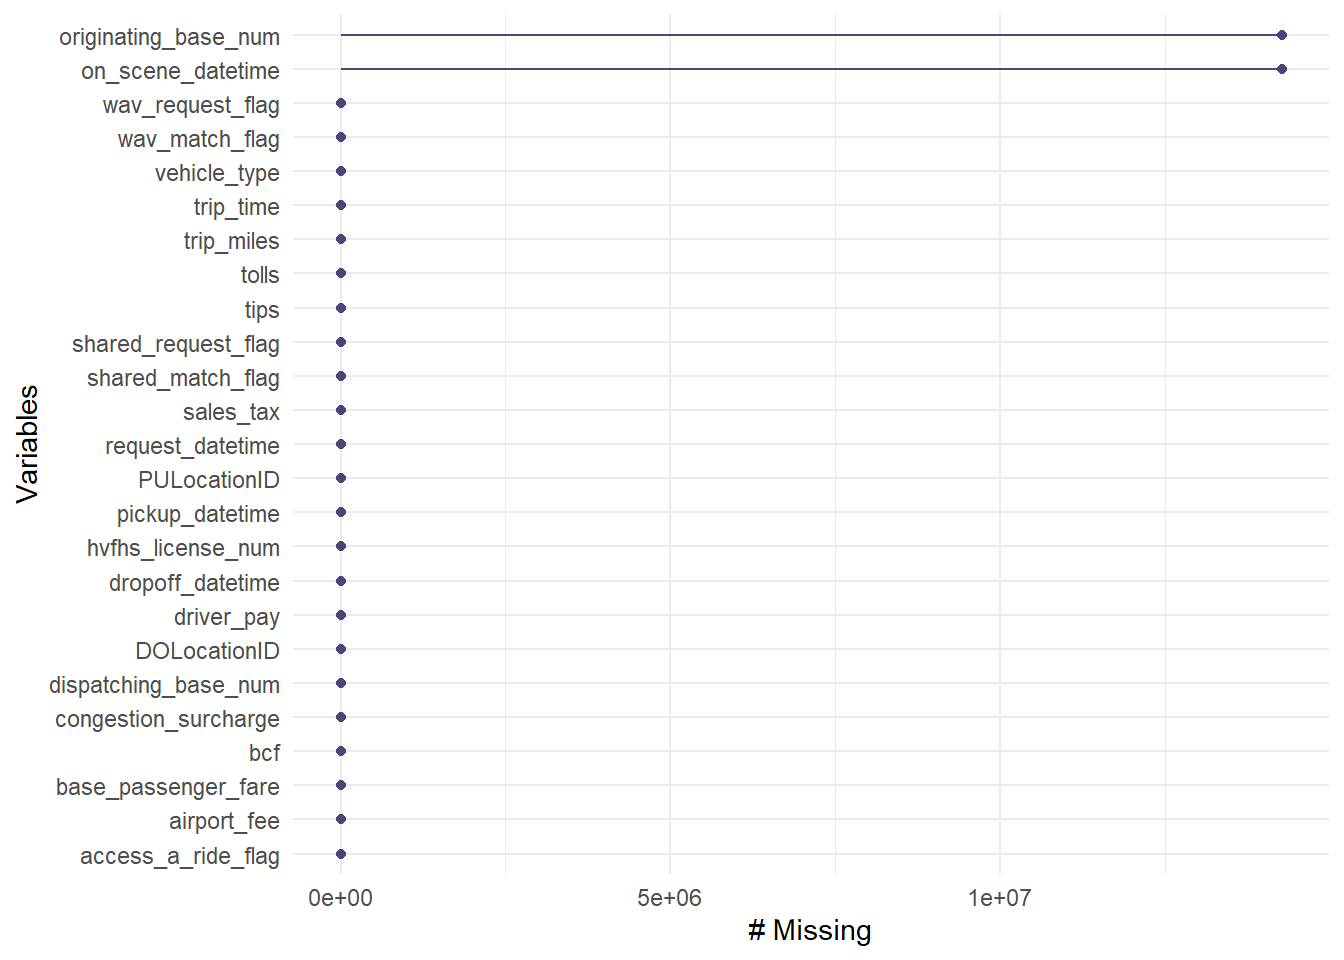 originating_base_num
on_scene_datetime
wav_request_flag
wav_match_flag
vehicle_type
trip_time
trip_miles
tolls
tips
shared_request_flag
shared_match_flag
sales_tax
request_datetime
PULocationID
pickup_datetime
hvfhs_license_num
dropoff_datetime
driver_pay
DOLocationID
dispatching_base_num
congestion_surcharge
bcf
base_passenger_fare
airport_fee
access_a_ride_flag
Variables
0e+00 5e+06 1e+07
# Missing